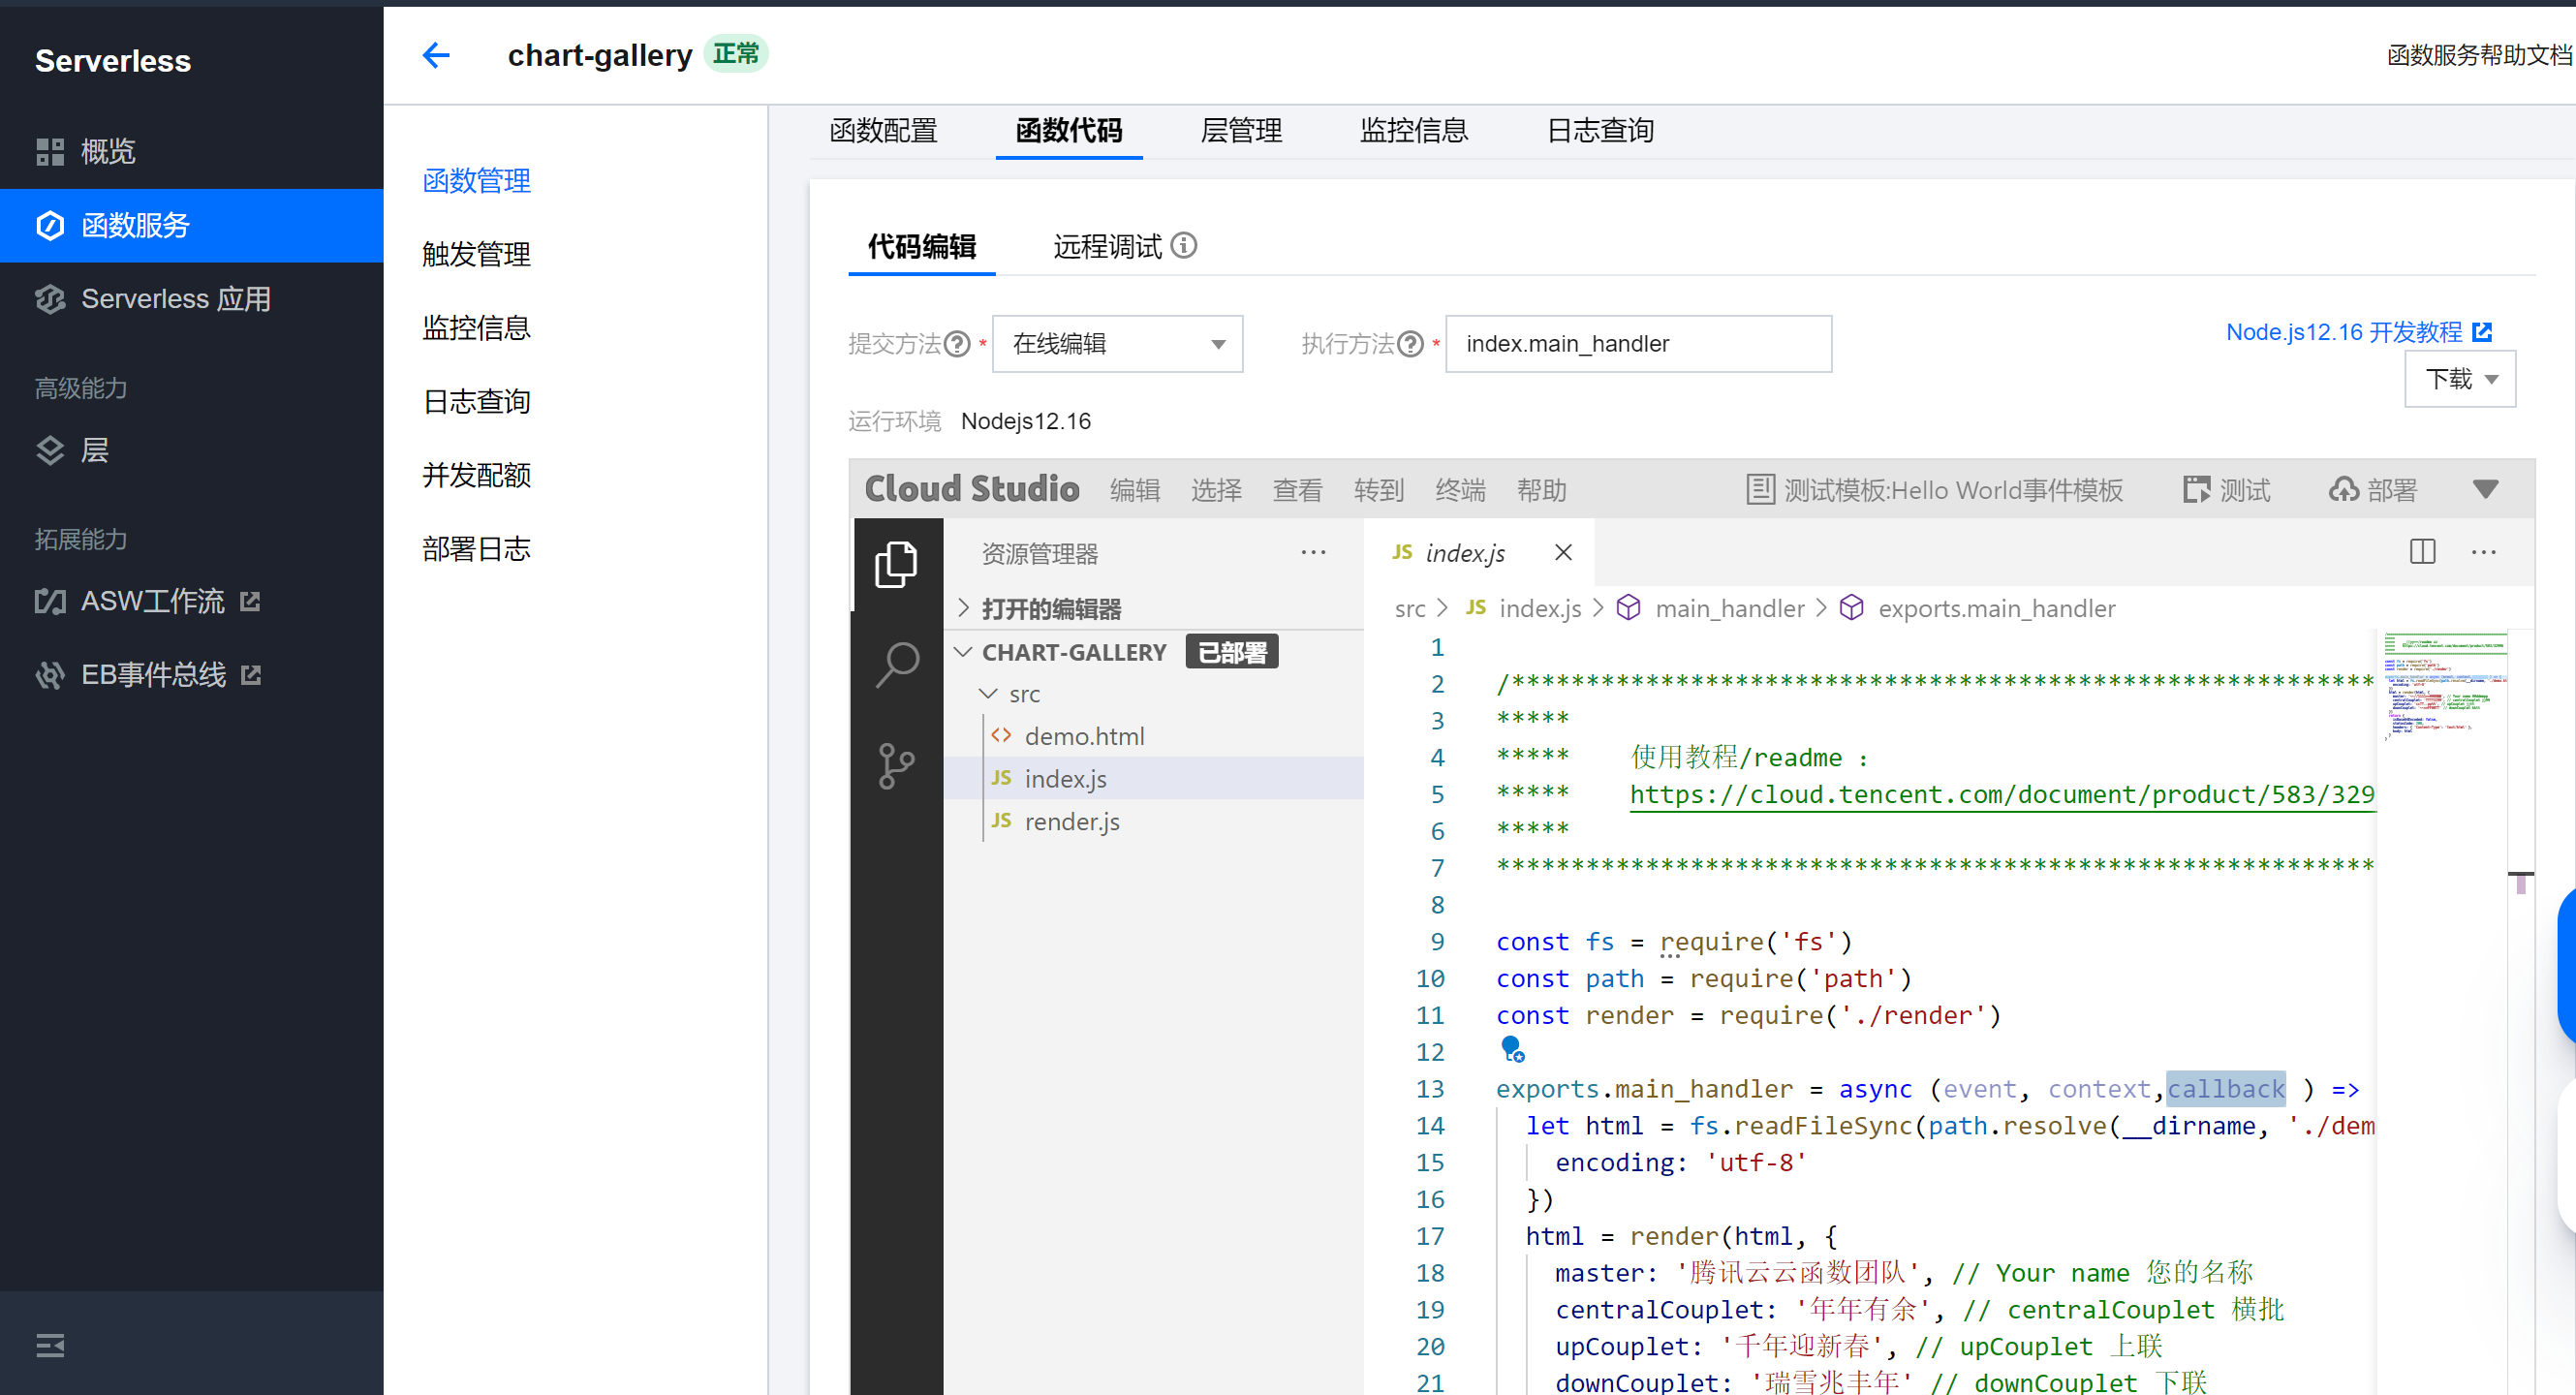 Serverless
概览
函数服务
Serverless 应用
高级能力
层
拓展能力
ASW工作流
EB事件总线
chart-gallery 正常
函数服务帮助文档
函数管理
触发管理
监控信息
日志查询
并发配额
部署日志
函数配置 函数代码 层管理 监控信息 日志查询
代码编辑 远程调试
提交方法 * 在线编辑 执行方法 * index.main_handler
Node.js12.16 开发教程
下载
运行环境 Nodejs12.16
Cloud Studio 编辑 选择 查看 转到 终端 帮助 测试模板:Hello World事件模板 测试 部署
资源管理器 ···
打开的编辑器
CHART-GALLERY 已部署
src
demo.html
JS index.js
JS render.js
JS index.js
src > JS index.js > main_handler > exports.main_handler
1
2 /**********************************************************
3 *****
4 ***** 使用教程/readme ：
5 ***** https://cloud.tencent.com/document/product/583/329
6 *****
7 ***********************************************************
8
9 const fs = require('fs')
10 const path = require('path')
11 const render = require('./render')
12
13 exports.main_handler = async (event, context,callback ) =>
14 let html = fs.readFileSync(path.resolve(__dirname, './dem
15 encoding: 'utf-8'
16 })
17 html = render(html, {
18 master: '腾讯云云函数团队', // Your name 您的名称
19 centralCouplet: '年年有余', // centralCouplet 横批
20 upCouplet: '千年迎新春', // upCouplet 上联
21 downCouplet: '瑞雪兆丰年' // downCouplet 下联